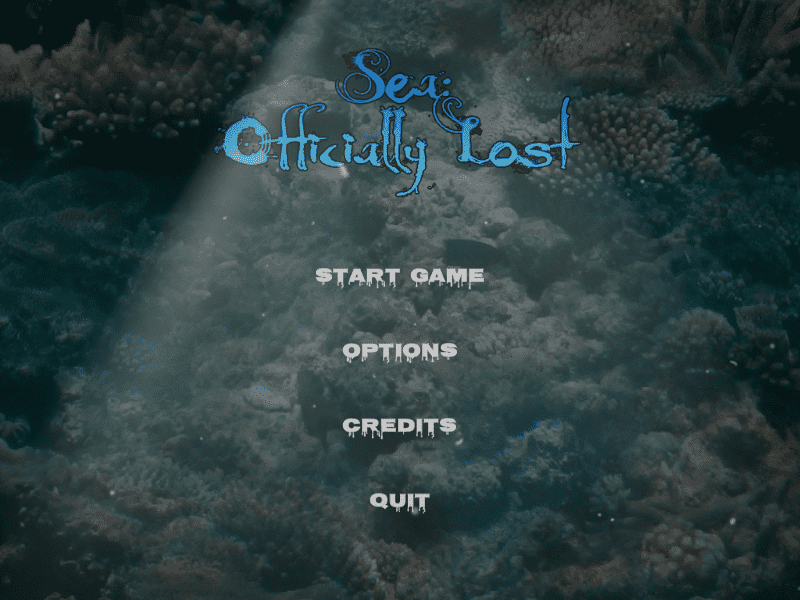 Sea:
Officially Lost
START GAME
OPTIONS
CREDITS
QUIT